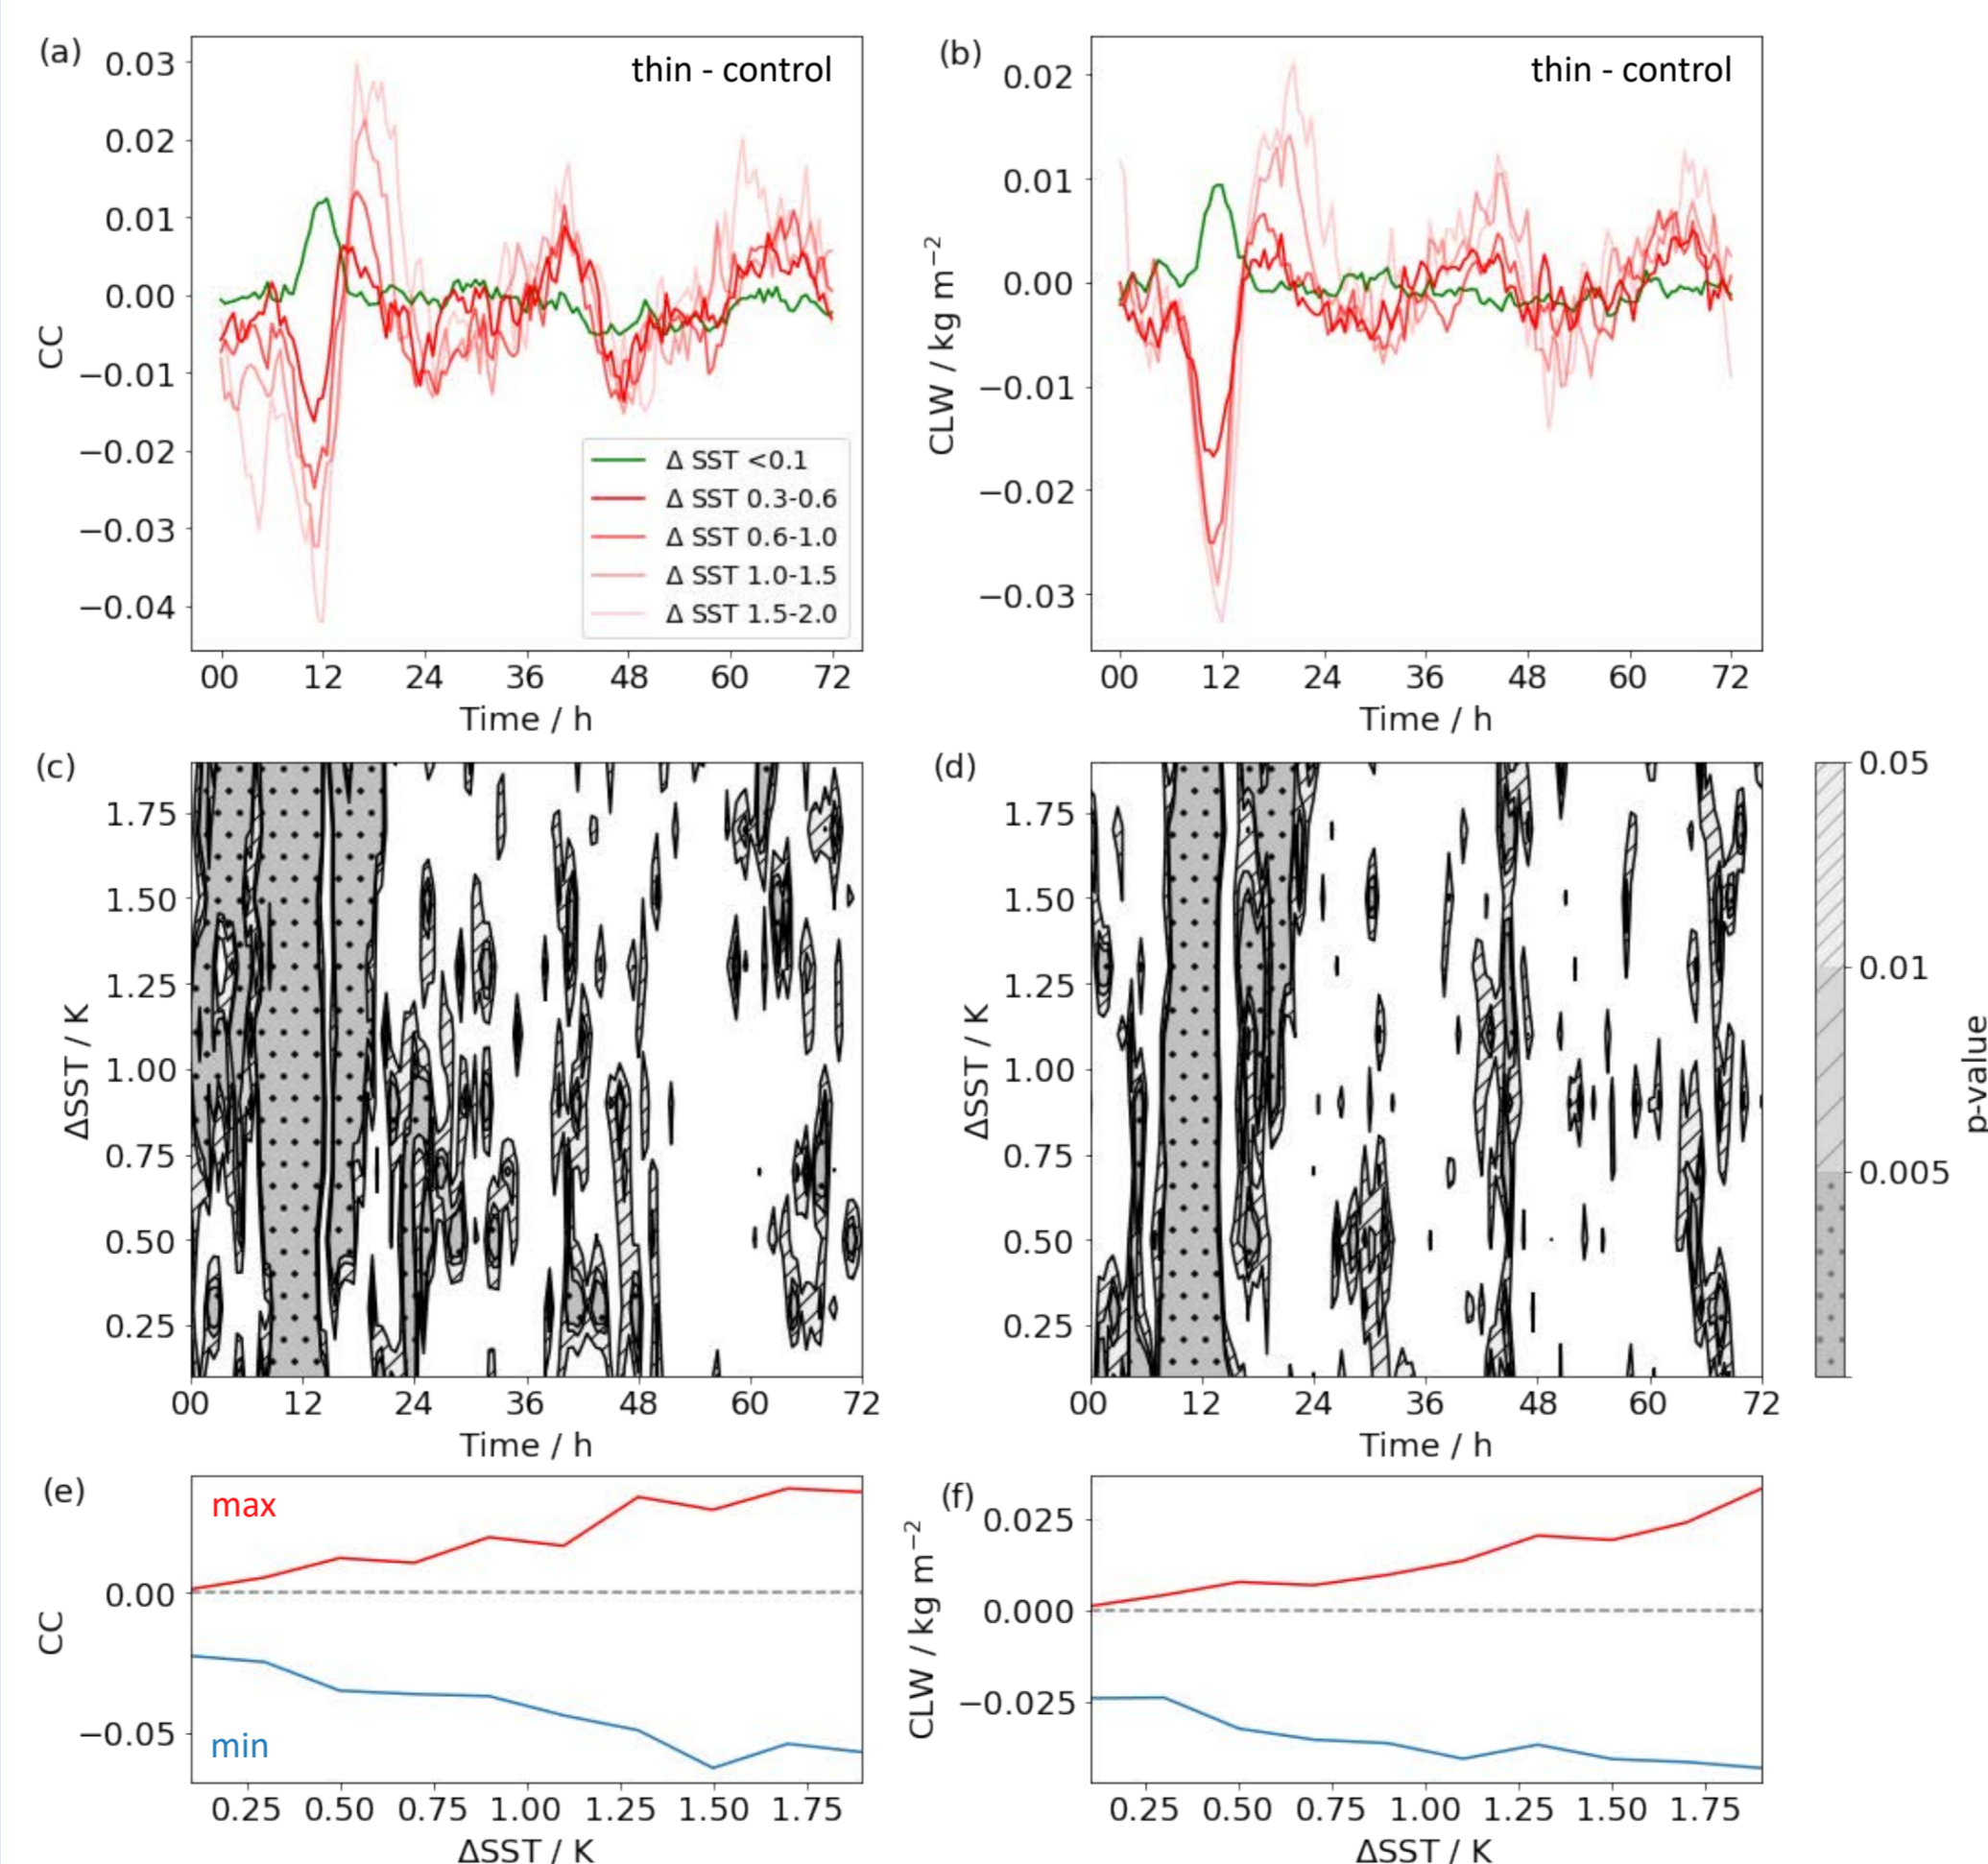 (a)
thin - control
0.03
0.02
0.01
0.00
−0.01
−0.02
−0.03
−0.04
CC
Δ SST <0.1
Δ SST 0.3-0.6
Δ SST 0.6-1.0
Δ SST 1.0-1.5
Δ SST 1.5-2.0
00 12 24 36 48 60 72
Time / h
(b)
thin - control
0.02
0.01
0.00
−0.01
−0.02
−0.03
CLW / kg m⁻²
00 12 24 36 48 60 72
Time / h
(c)
1.75
1.50
1.25
1.00
0.75
0.50
0.25
ΔSST / K
00 12 24 36 48 60 72
Time / h
(d)
1.75
1.50
1.25
1.00
0.75
0.50
0.25
ΔSST / K
00 12 24 36 48 60 72
Time / h
0.05
0.01
0.005
p-value
(e)
max
0.00
−0.05
CC
min
0.25 0.50 0.75 1.00 1.25 1.50 1.75
ΔSST / K
(f)
0.025
0.000
−0.025
CLW / kg m⁻²
0.25 0.50 0.75 1.00 1.25 1.50 1.75
ΔSST / K